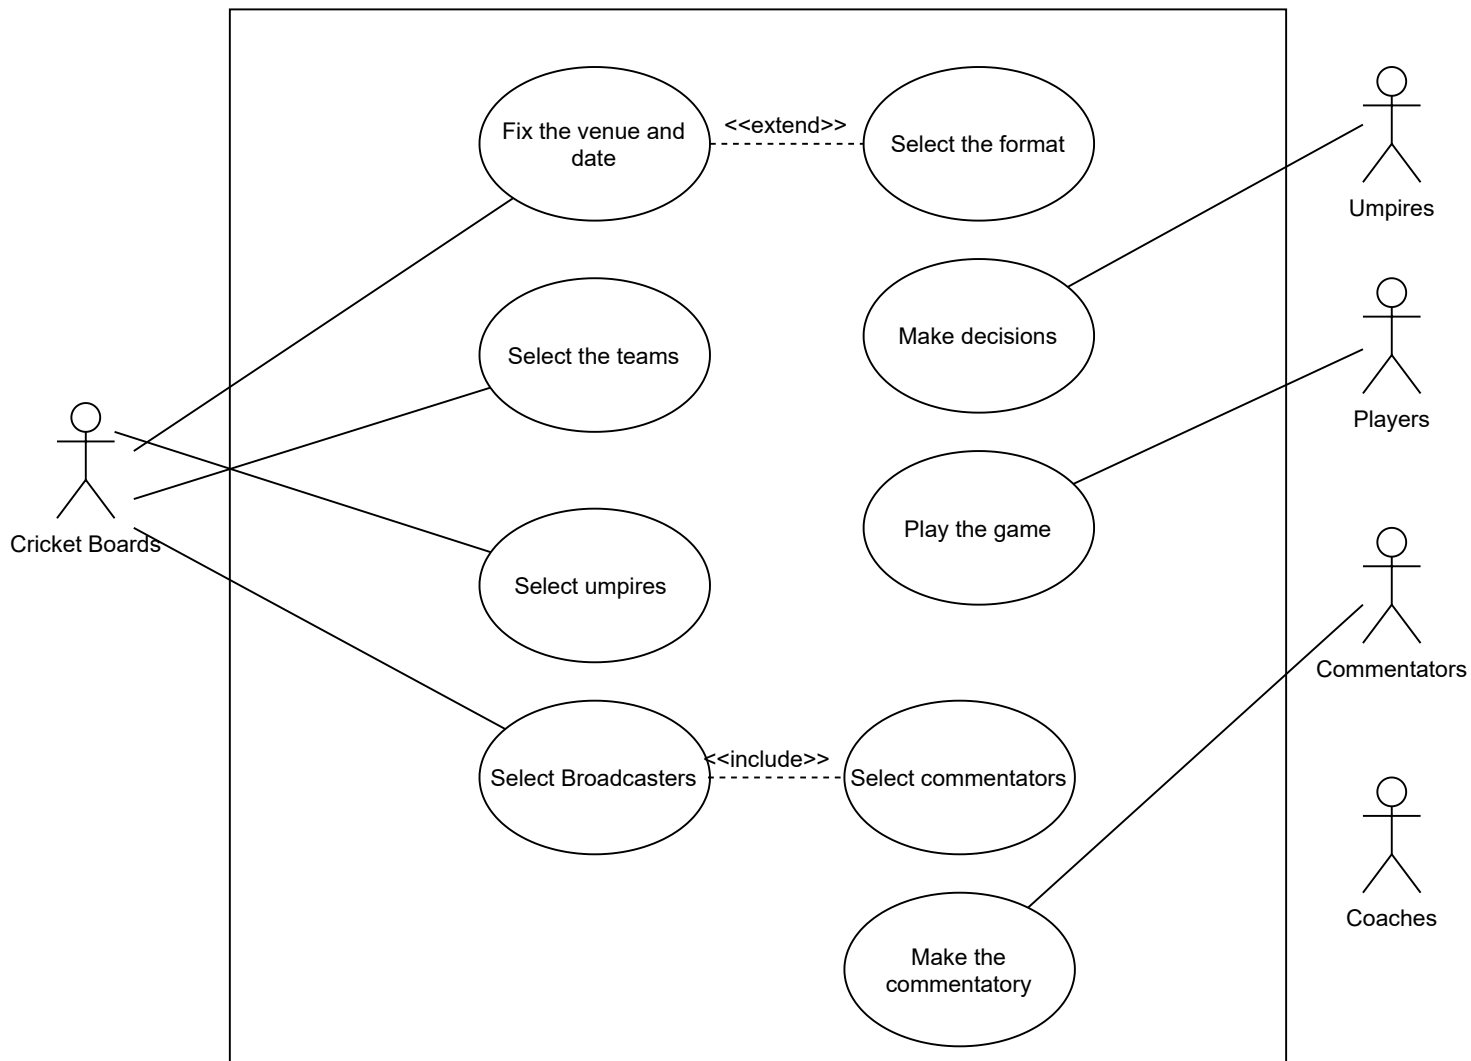 Fix the venue and
date
<<extend>>
Select the format
Umpires
Make decisions
Select the teams
Players
Cricket Boards
Play the game
Select umpires
Commentators
Select Broadcasters
<<include>>
Select commentators
Coaches
Make the
commentatory